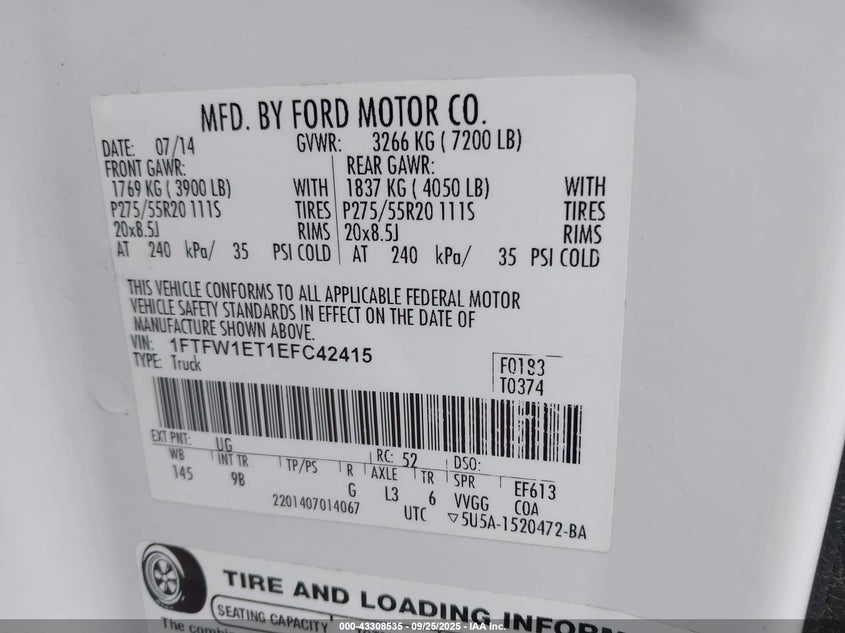 MFD. BY FORD MOTOR CO.
DATE: 07/14 GVWR: 3266 KG ( 7200 LB)
FRONT GAWR: REAR GAWR:
1769 KG ( 3900 LB) WITH 1837 KG ( 4050 LB) WITH
P275/55R20 111S TIRES P275/55R20 111S TIRES
20x8.5J RIMS 20x8.5J RIMS
AT 240 kPa/ 35 PSI COLD AT 240 kPa/ 35 PSI COLD
THIS VEHICLE CONFORMS TO ALL APPLICABLE FEDERAL MOTOR
VEHICLE SAFETY STANDARDS IN EFFECT ON THE DATE OF
MANUFACTURE SHOWN ABOVE.
VIN: 1FTFW1ET1EFC42415
TYPE: Truck
F0183
T0374
EXT PNT: UG RC: 52 DSO:
WB INT TR TP/PS R AXLE TR SPR EF613
145 9B G L3 6 VVGG COA
2201407014067 UTC ▽5U5A-1520472-BA
TIRE AND LOADING INFORM
SEATING CAPACITY
The combin
000-43308535 - 09/25/2025 - IAA Inc.